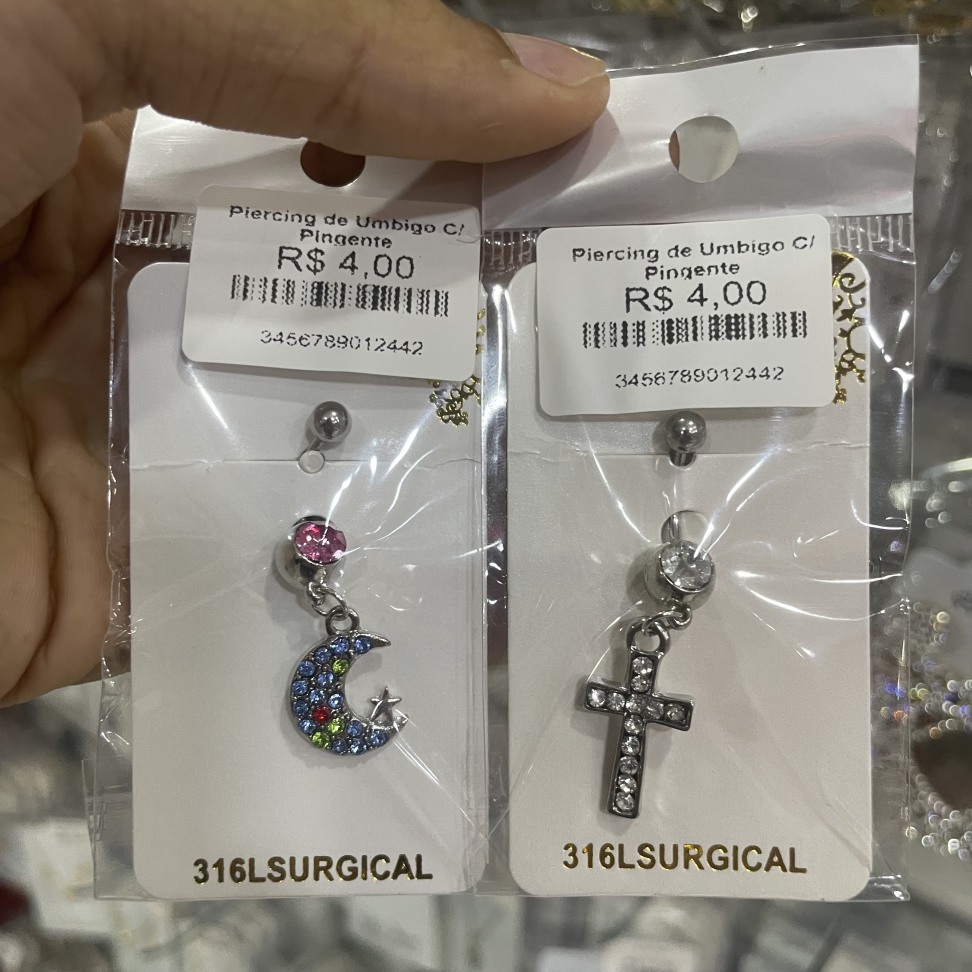 Piercing de Umbigo C/
Pingente
R$ 4,00
3456789012442
316LSURGICAL
Piercing de Umbigo C/
Pingente
R$ 4,00
3456789012442
316LSURGICAL